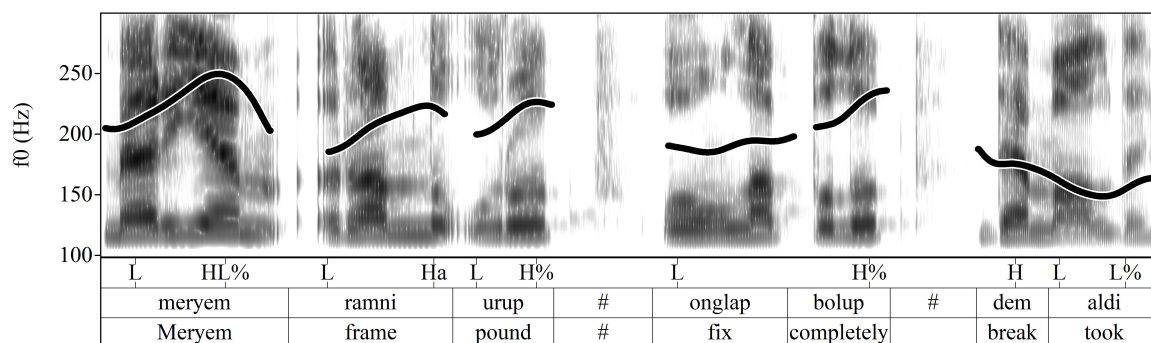 250
200
150
100
f0 (Hz)
L HL% L Ha L H% L H% H L L%
meryem ramni urup # onglap bolup # dem aldi
Meryem frame pound # fix completely break took